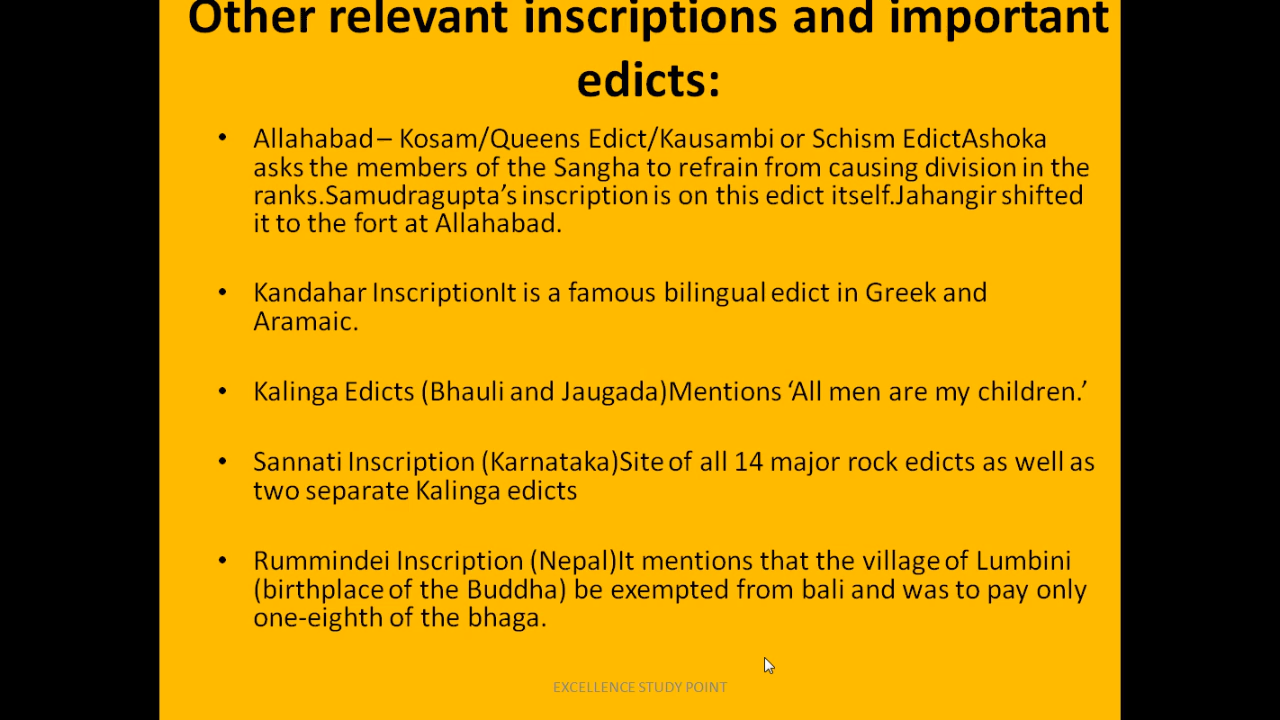 Other relevant inscriptions and important
edicts:
• Allahabad – Kosam/Queens Edict/Kausambi or Schism EdictAshoka
asks the members of the Sangha to refrain from causing division in the
ranks.Samudragupta’s inscription is on this edict itself.Jahangir shifted
it to the fort at Allahabad.
• Kandahar InscriptionIt is a famous bilingual edict in Greek and
Aramaic.
• Kalinga Edicts (Bhauli and Jaugada)Mentions ‘All men are my children.’
• Sannati Inscription (Karnataka)Site of all 14 major rock edicts as well as
two separate Kalinga edicts
• Rummindei Inscription (Nepal)It mentions that the village of Lumbini
(birthplace of the Buddha) be exempted from bali and was to pay only
one-eighth of the bhaga.
EXCELLENCE STUDY POINT